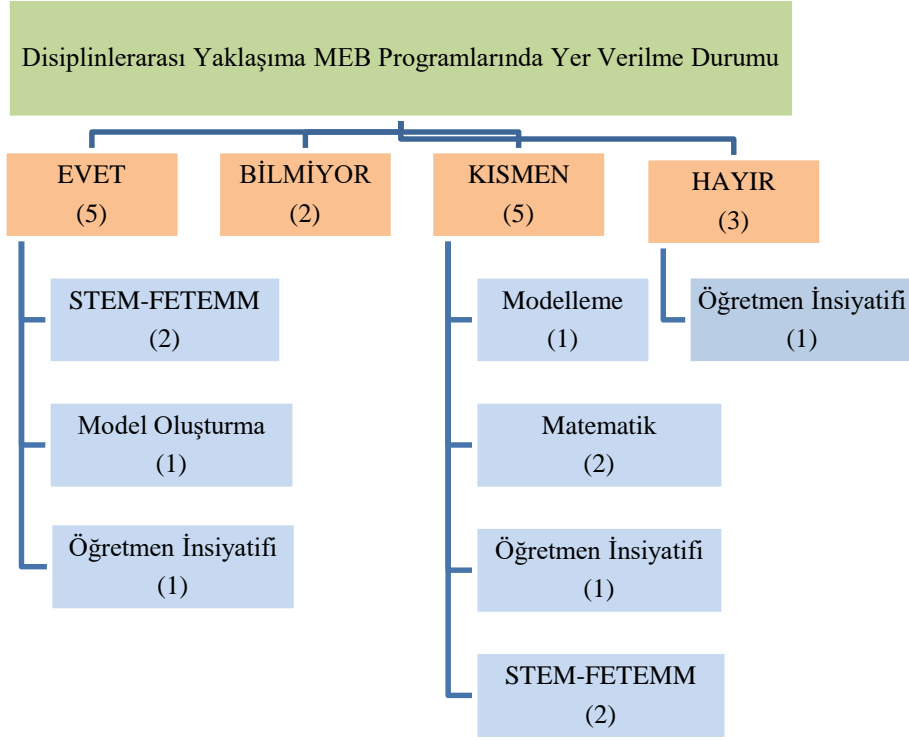 Disiplinlerarası Yaklaşıma MEB Programlarında Yer Verilme Durumu
EVET
(5)
BİLMİYOR
(2)
KISMEN
(5)
HAYIR
(3)
STEM-FETEMM
(2)
Model Oluşturma
(1)
Öğretmen İnsiyatifi
(1)
Modelleme
(1)
Matematik
(2)
Öğretmen İnsiyatifi
(1)
STEM-FETEMM
(2)
Öğretmen İnsiyatifi
(1)